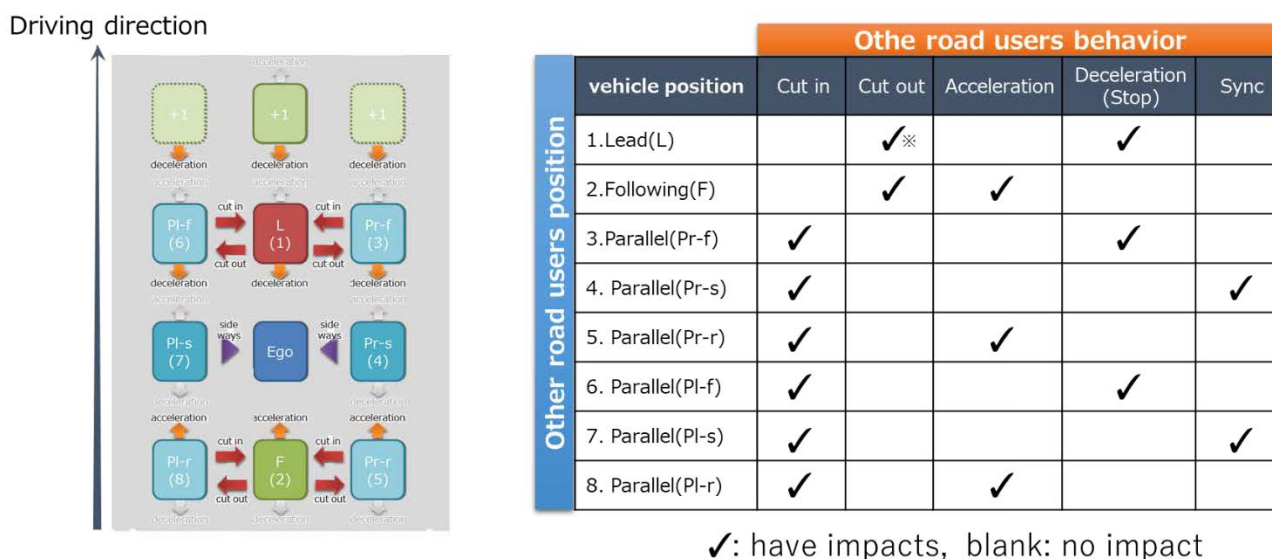 Driving direction
acceleration
+1 +1 +1
deceleration deceleration deceleration
acceleration acceleration acceleration
cut in cut in
Pl-f (6) L (1) Pr-f (3)
cut out cut out
deceleration deceleration deceleration
acceleration acceleration
side ways side ways
Pl-s (7) Ego Pr-s (4)
deceleration deceleration
acceleration acceleration acceleration
cut in cut in
Pl-r (8) F (2) Pr-r (5)
cut out cut out
deceleration deceleration deceleration
Othe road users behavior
Other road users position
vehicle position Cut in Cut out Acceleration Deceleration (Stop) Sync
1.Lead(L) ✓※ ✓
2.Following(F) ✓ ✓
3.Parallel(Pr-f) ✓ ✓
4. Parallel(Pr-s) ✓ ✓
5. Parallel(Pr-r) ✓ ✓
6. Parallel(Pl-f) ✓ ✓
7. Parallel(Pl-s) ✓ ✓
8. Parallel(Pl-r) ✓ ✓
✓: have impacts, blank: no impact